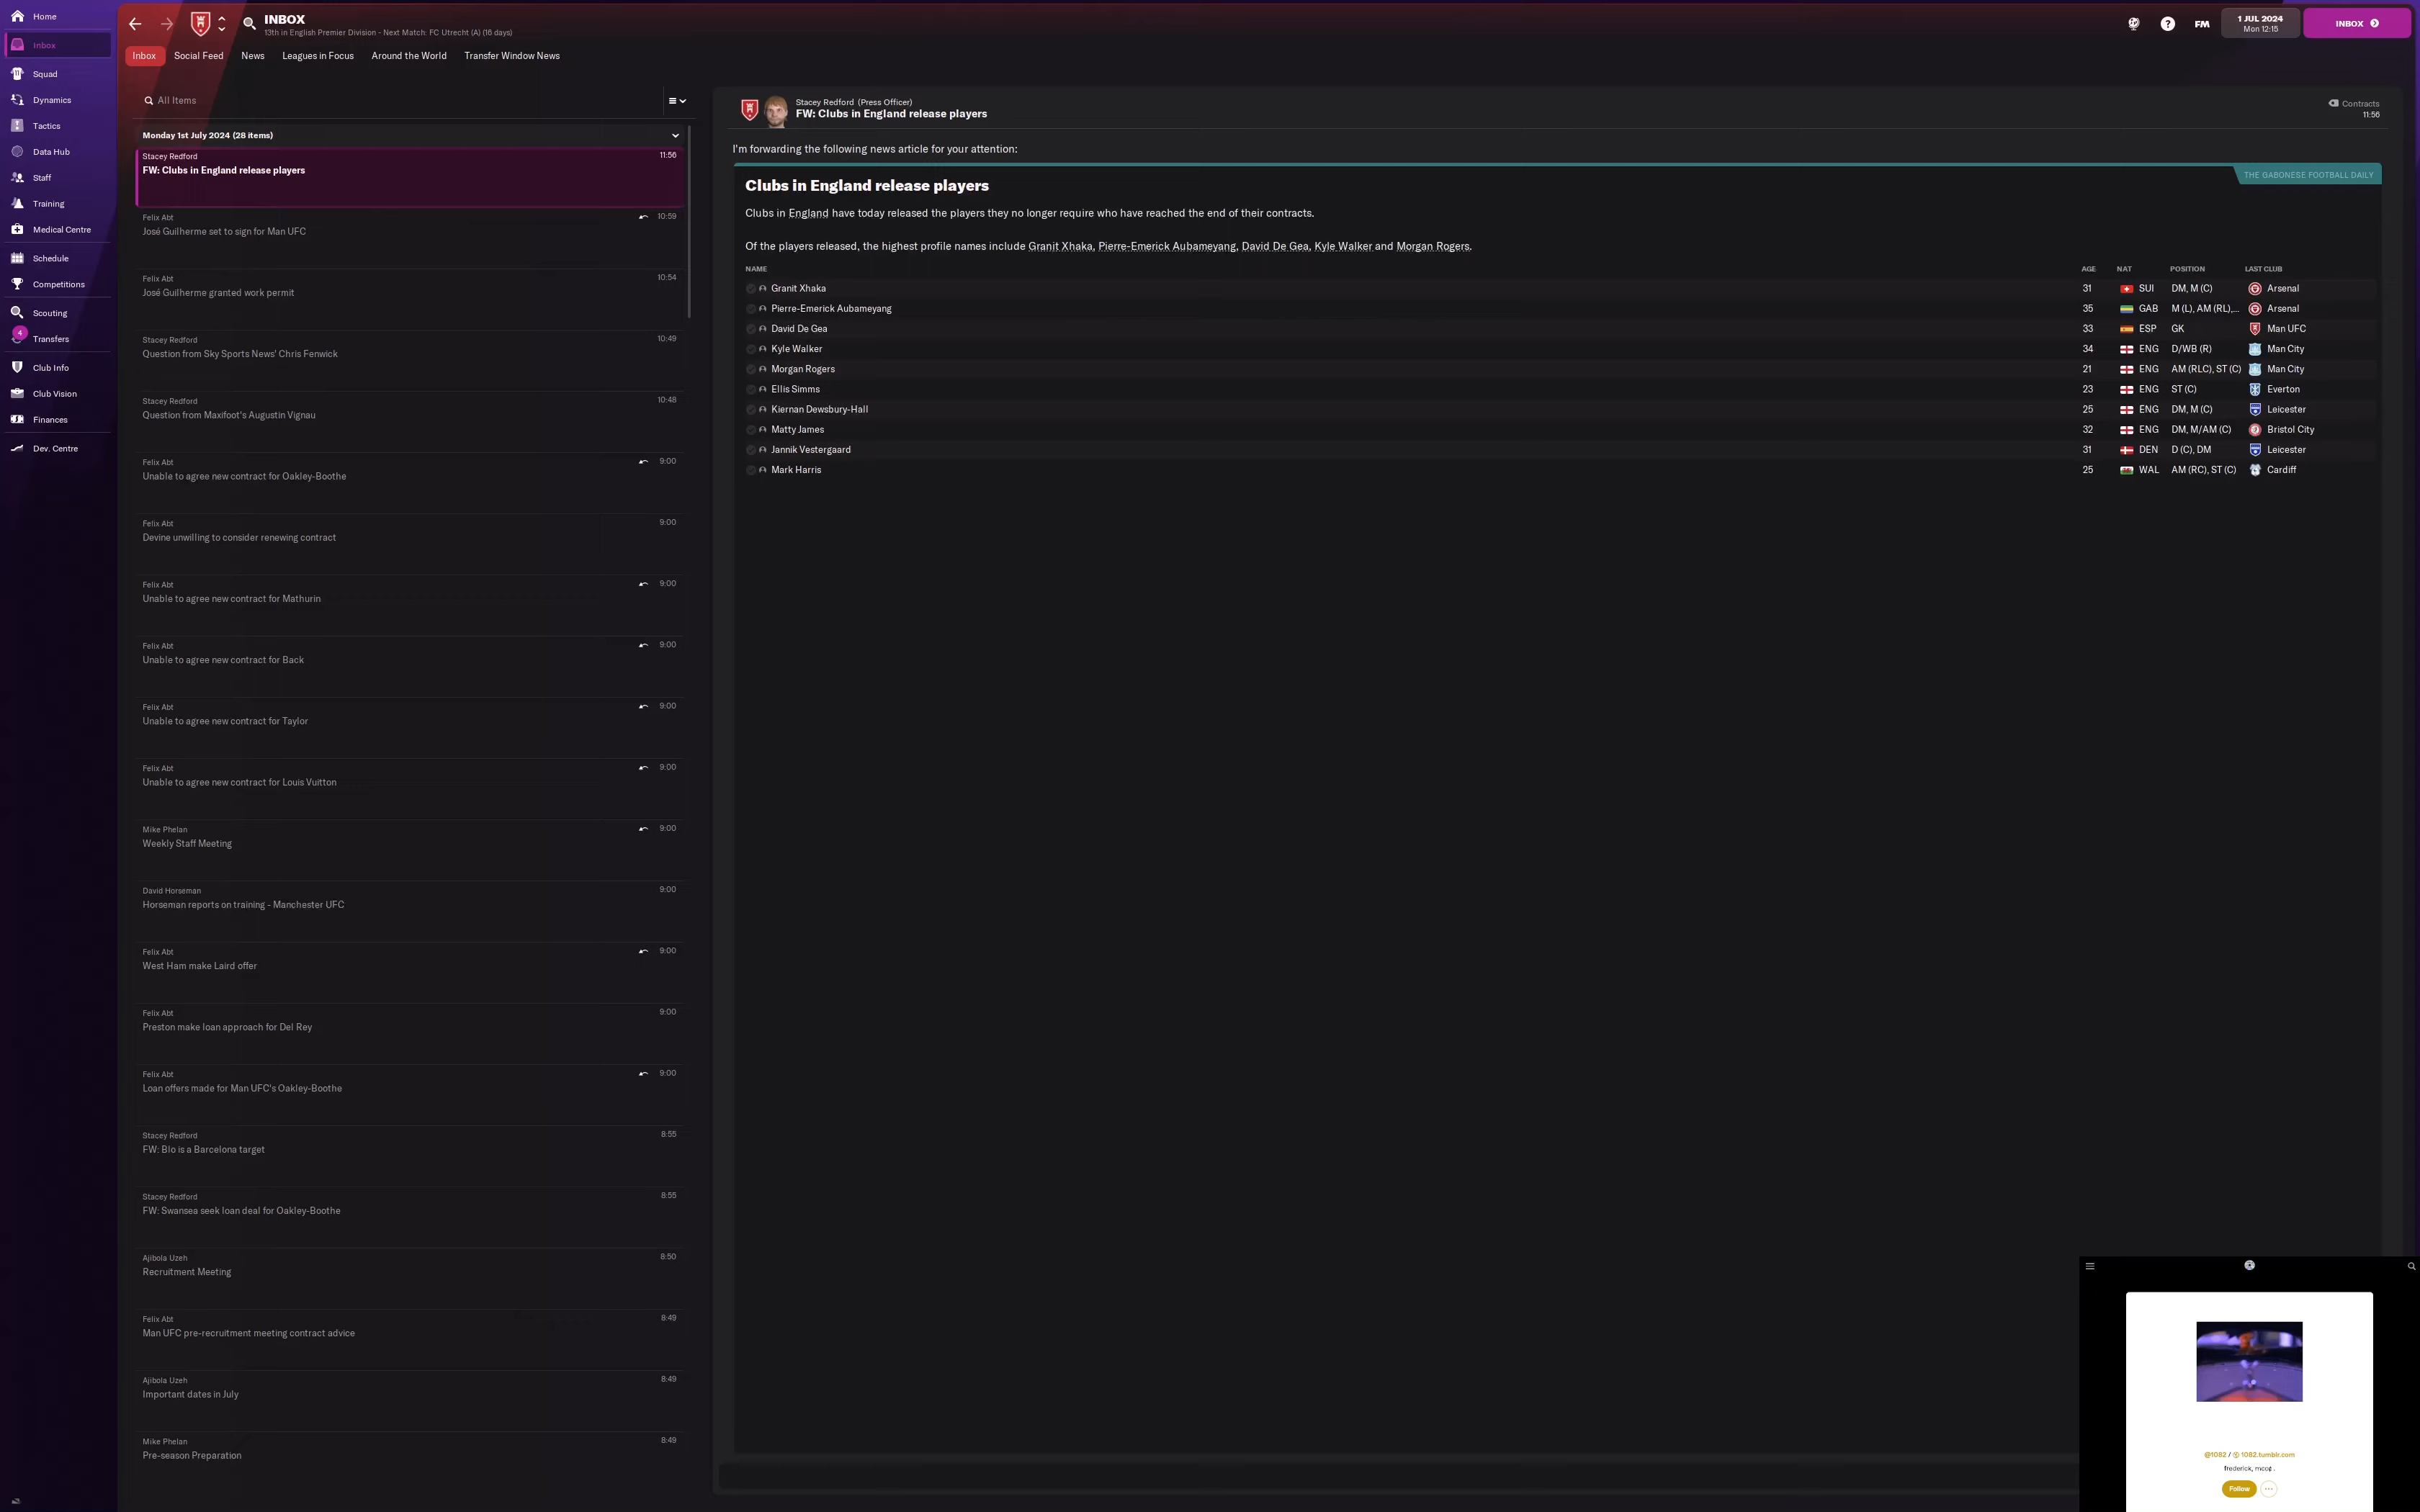 Home
Inbox
Squad
Dynamics
Tactics
Data Hub
Staff
Training
Medical Centre
Schedule
Competitions
Scouting
4
Transfers
Club Info
Club Vision
Finances
Dev. Centre
INBOX
13th in English Premier Division - Next Match: FC Utrecht (A) (16 days)
FM
1 JUL 2024
Mon 12:15
INBOX
Inbox Social Feed News Leagues in Focus Around the World Transfer Window News
All Items
Monday 1st July 2024 (28 items)
Stacey Redford 11:56
FW: Clubs in England release players
Felix Abt 10:59
José Guilherme set to sign for Man UFC
Felix Abt 10:54
José Guilherme granted work permit
Stacey Redford 10:49
Question from Sky Sports News' Chris Fenwick
Stacey Redford 10:48
Question from Maxifoot's Augustin Vignau
Felix Abt 9:00
Unable to agree new contract for Oakley-Boothe
Felix Abt 9:00
Devine unwilling to consider renewing contract
Felix Abt 9:00
Unable to agree new contract for Mathurin
Felix Abt 9:00
Unable to agree new contract for Back
Felix Abt 9:00
Unable to agree new contract for Taylor
Felix Abt 9:00
Unable to agree new contract for Louis Vuitton
Mike Phelan 9:00
Weekly Staff Meeting
David Horseman 9:00
Horseman reports on training - Manchester UFC
Felix Abt 9:00
West Ham make Laird offer
Felix Abt 9:00
Preston make loan approach for Del Rey
Felix Abt 9:00
Loan offers made for Man UFC's Oakley-Boothe
Stacey Redford 8:55
FW: Blo is a Barcelona target
Stacey Redford 8:55
FW: Swansea seek loan deal for Oakley-Boothe
Ajibola Uzeh 8:50
Recruitment Meeting
Felix Abt 8:49
Man UFC pre-recruitment meeting contract advice
Ajibola Uzeh 8:49
Important dates in July
Mike Phelan 8:49
Pre-season Preparation
Stacey Redford (Press Officer)
FW: Clubs in England release players
Contracts
11:56
I'm forwarding the following news article for your attention:
THE GABONESE FOOTBALL DAILY
Clubs in England release players
Clubs in England have today released the players they no longer require who have reached the end of their contracts.
Of the players released, the highest profile names include Granit Xhaka, Pierre-Emerick Aubameyang, David De Gea, Kyle Walker and Morgan Rogers.
NAME AGE NAT POSITION LAST CLUB
Granit Xhaka 31 SUI DM, M (C) Arsenal
Pierre-Emerick Aubameyang 35 GAB M (L), AM (RL),... Arsenal
David De Gea 33 ESP GK Man UFC
Kyle Walker 34 ENG D/WB (R) Man City
Morgan Rogers 21 ENG AM (RLC), ST (C) Man City
Ellis Simms 23 ENG ST (C) Everton
Kiernan Dewsbury-Hall 25 ENG DM, M (C) Leicester
Matty James 32 ENG DM, M/AM (C) Bristol City
Jannik Vestergaard 31 DEN D (C), DM Leicester
Mark Harris 25 WAL AM (RC), ST (C) Cardiff
@1082 / 1082.tumblr.com
Follow